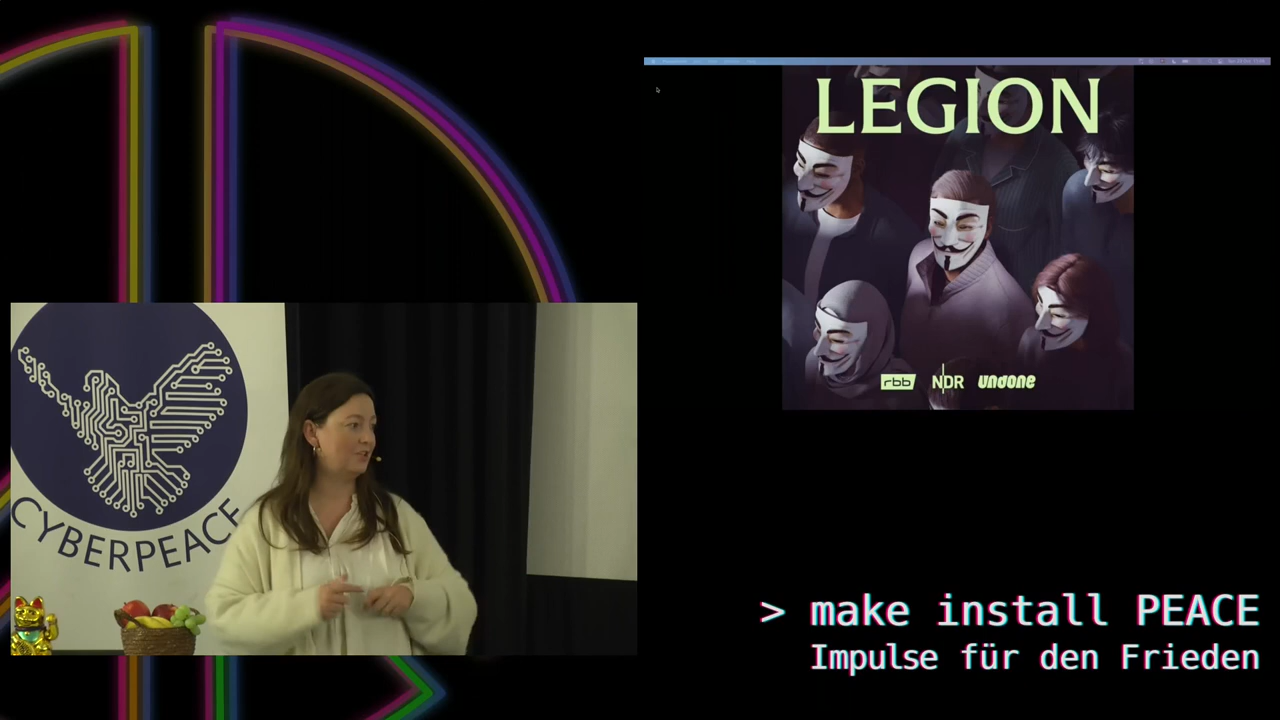 LEGION
rbb
NDR
undone
CYBERPEACE
> make install PEACE
Impulse für den Frieden